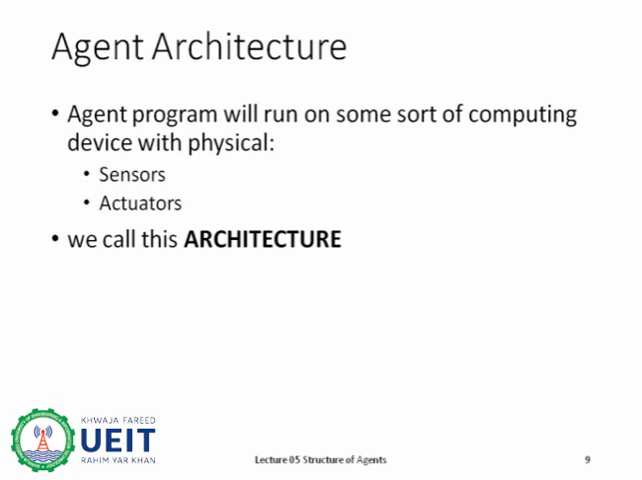 Agent Architecture
• Agent program will run on some sort of computing
device with physical:
• Sensors
• Actuators
• we call this ARCHITECTURE
KHWAJA FAREED
UEIT
RAHIM YAR KHAN
Lecture 05 Structure of Agents
9